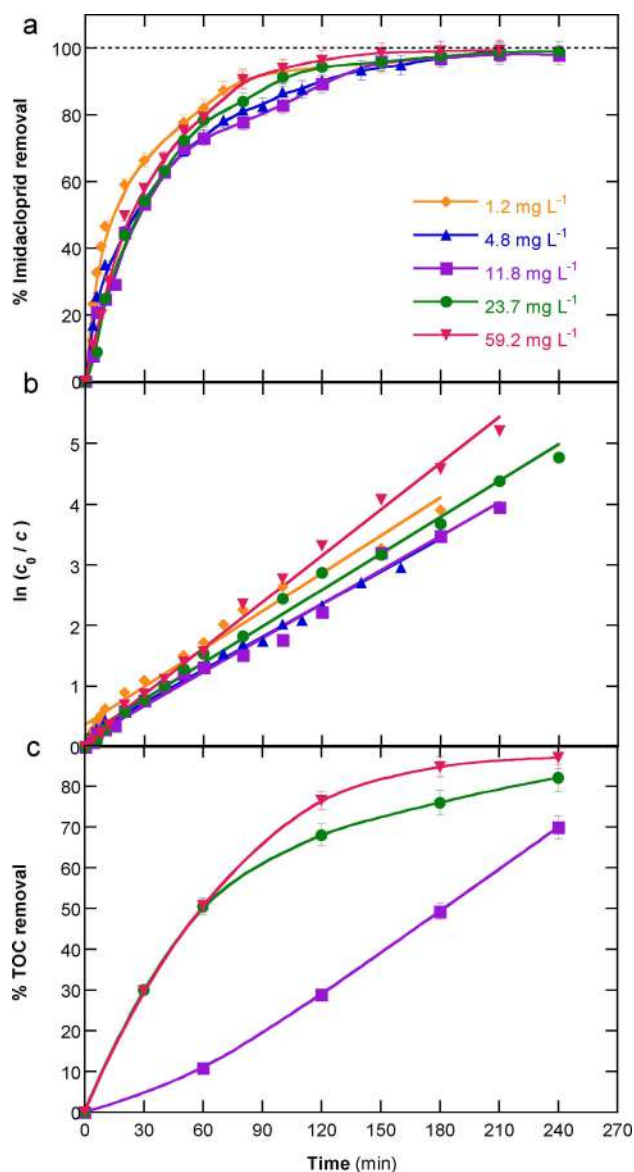 a
100
80
60
40
20
0
% Imidacloprid removal
1.2 mg L⁻¹
4.8 mg L⁻¹
11.8 mg L⁻¹
23.7 mg L⁻¹
59.2 mg L⁻¹
b
5
4
3
2
1
0
ln (c₀ / c)
c
80
70
60
50
40
30
20
10
0
% TOC removal
0 30 60 90 120 150 180 210 240 270
Time (min)